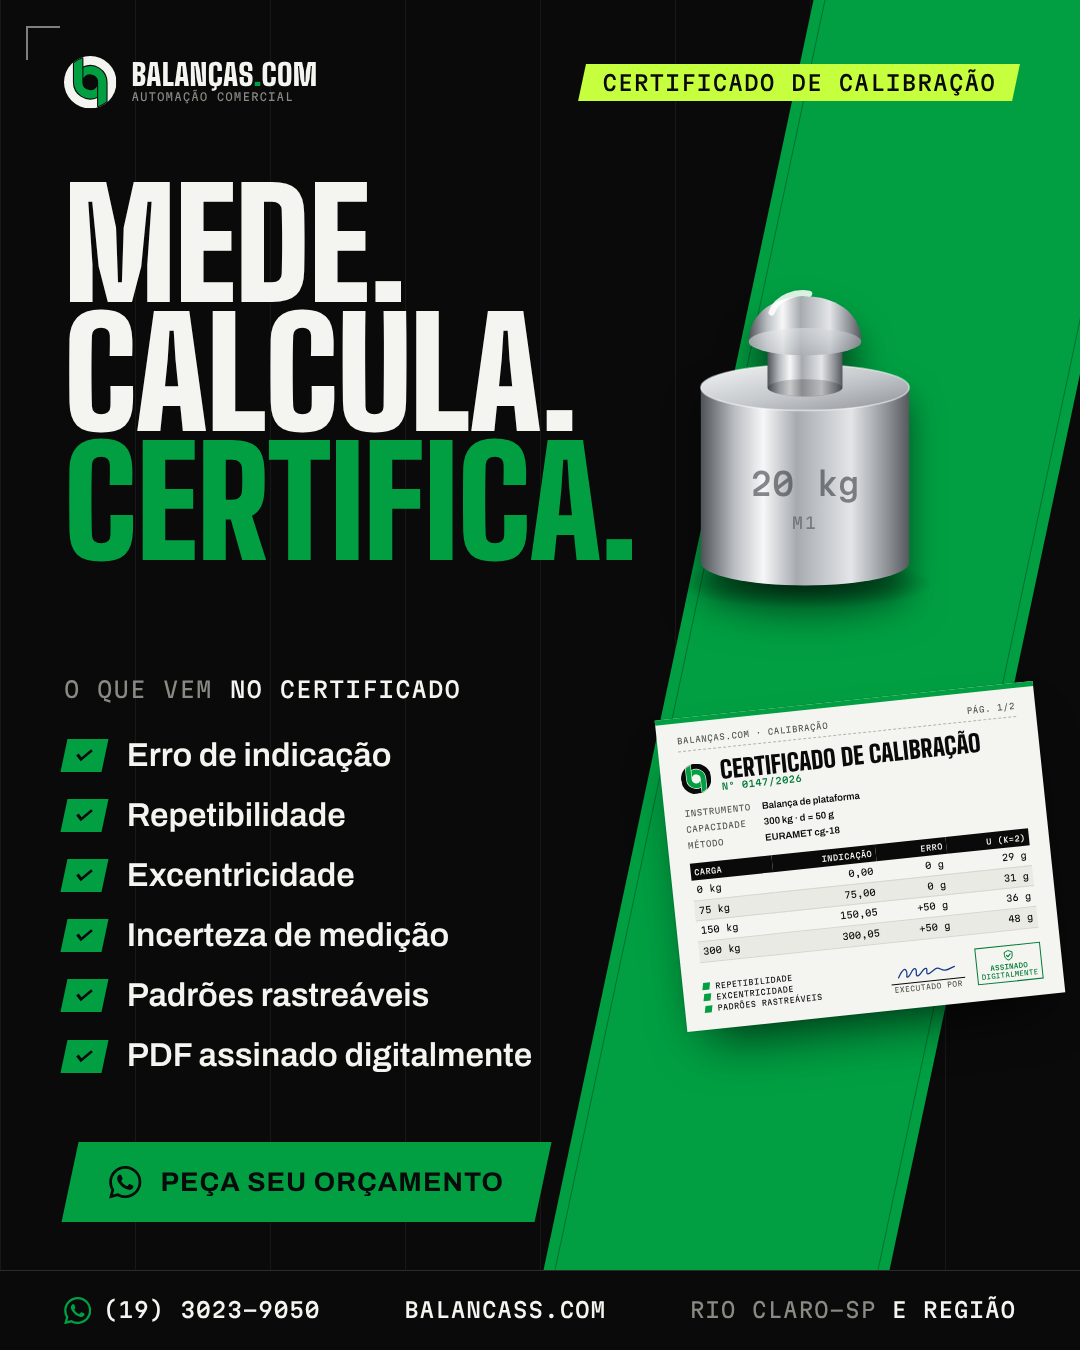 BALANÇAS.COM
AUTOMAÇÃO COMERCIAL
CERTIFICADO DE CALIBRAÇÃO
MEDE.
CALCULA.
CERTIFICA.
20 kg
M1
O QUE VEM NO CERTIFICADO
Erro de indicação
Repetibilidade
Excentricidade
Incerteza de medição
Padrões rastreáveis
PDF assinado digitalmente
BALANÇAS.COM · CALIBRAÇÃO PÁG. 1/2
CERTIFICADO DE CALIBRAÇÃO
N° 0147/2026
INSTRUMENTO Balança de plataforma
CAPACIDADE 300 kg · d = 50 g
MÉTODO EURAMET cg-18
CARGA INDICAÇÃO ERRO U (K=2)
0 kg 0,00 0 g 29 g
75 kg 75,00 0 g 31 g
150 kg 150,05 +50 g 36 g
300 kg 300,05 +50 g 48 g
REPETIBILIDADE
EXCENTRICIDADE
PADRÕES RASTREÁVEIS
EXECUTADO POR
ASSINADO
DIGITALMENTE
PEÇA SEU ORÇAMENTO
(19) 3023-9050 BALANCASS.COM RIO CLARO-SP E REGIÃO